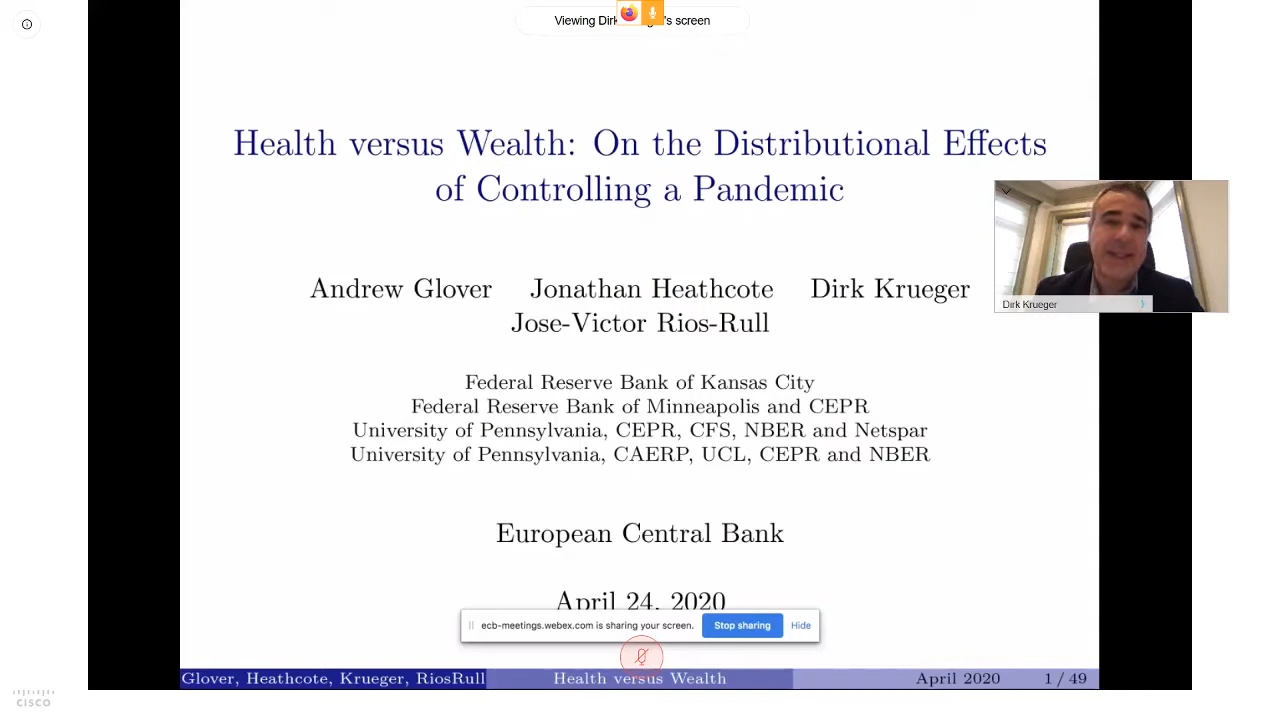 Viewing Dirk
's screen
Health versus Wealth: On the Distributional Effects
of Controlling a Pandemic
Andrew Glover Jonathan Heathcote Dirk Krueger
Jose-Victor Rios-Rull
Dirk Krueger
Federal Reserve Bank of Kansas City
Federal Reserve Bank of Minneapolis and CEPR
University of Pennsylvania, CEPR, CFS, NBER and Netspar
University of Pennsylvania, CAERP, UCL, CEPR and NBER
European Central Bank
April 24, 2020
ecb-meetings.webex.com is sharing your screen. Stop sharing Hide
Glover, Heathcote, Krueger, RiosRull Health versus Wealth April 2020 1 / 49
CISCO